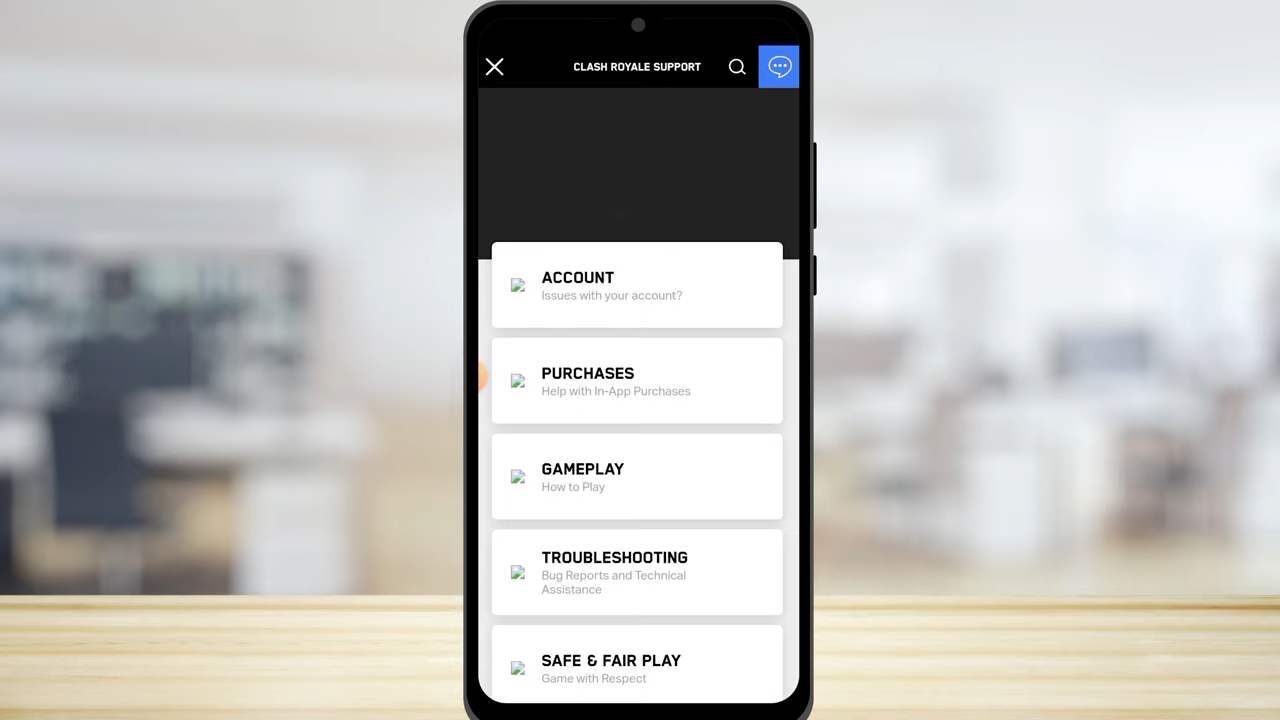 CLASH ROYALE SUPPORT
ACCOUNT
Issues with your account?
PURCHASES
Help with In-App Purchases
GAMEPLAY
How to Play
TROUBLESHOOTING
Bug Reports and Technical
Assistance
SAFE & FAIR PLAY
Game with Respect